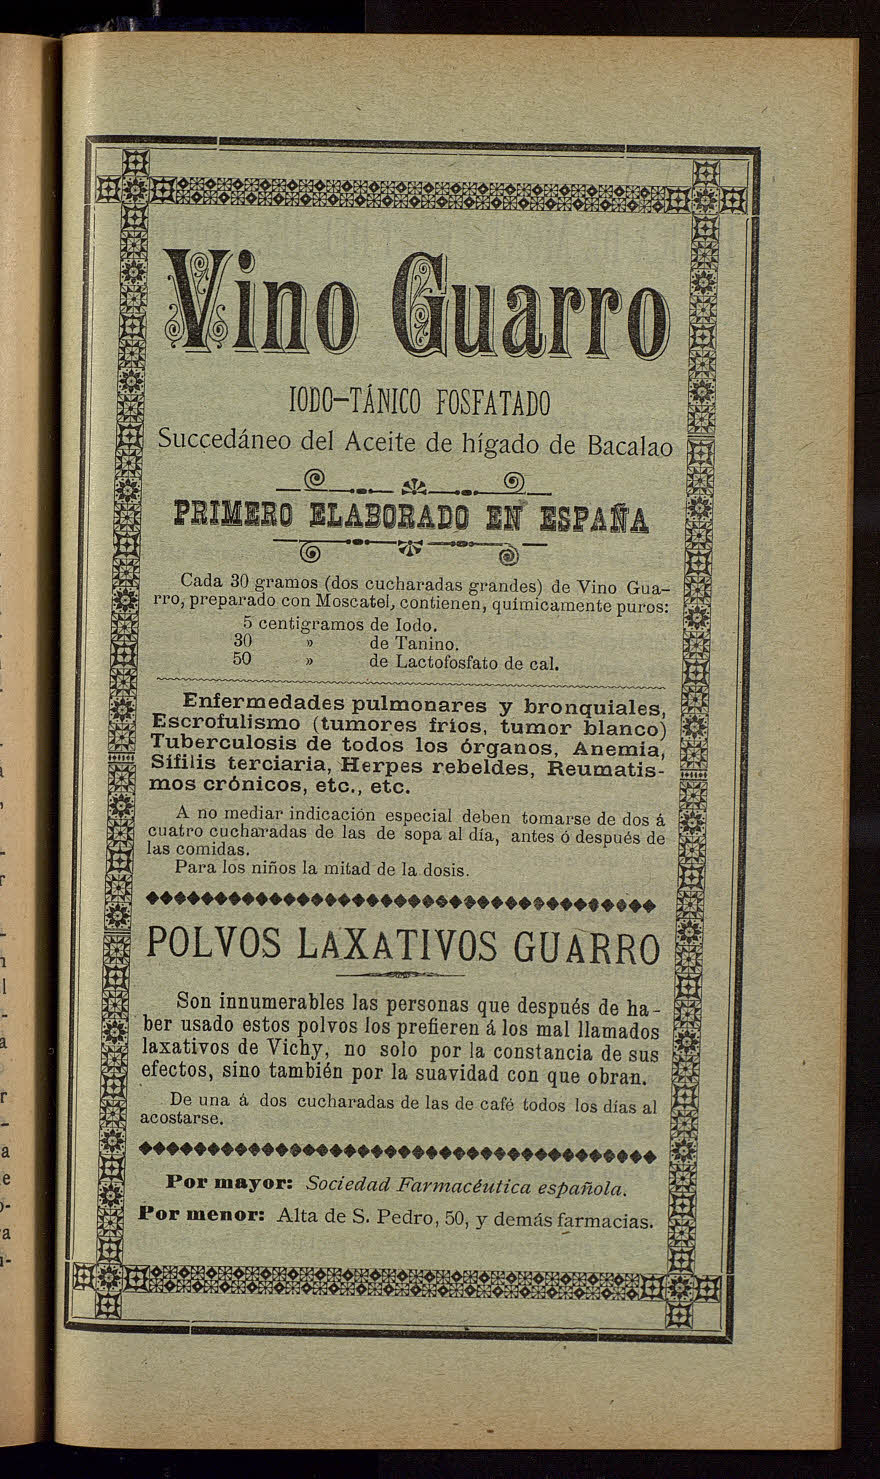 Vino Guarro
IODO-TÁNICO FOSFATADO
Succedáneo del Aceite de hígado de Bacalao
PRIMERO ELABORADO EN ESPAÑA
Cada 30 gramos (dos cucharadas grandes) de Vino Gua-
rro, preparado con Moscatel, contienen, químicamente puros:
5 centigramos de Iodo.
30 » de Tanino.
50 » de Lactofosfato de cal.
Enfermedades pulmonares y bronquiales,
Escrofulismo (tumores fríos, tumor blanco)
Tuberculosis de todos los órganos, Anemia,
Sífilis terciaria, Herpes rebeldes, Reumatis-
mos crónicos, etc., etc.
A no mediar indicación especial deben tomarse de dos á
cuatro cucharadas de las de sopa al día, antes ó después de
las comidas.
Para los niños la mitad de la dosis.
POLVOS LAXATIVOS GUARRO
Son innumerables las personas que después de ha-
ber usado estos polvos los prefieren á los mal llamados
laxativos de Vichy, no solo por la constancia de sus
efectos, sino también por la suavidad con que obran.
De una á dos cucharadas de las de café todos los días al
acostarse.
Por mayor: Sociedad Farmacéutica española.
Por menor: Alta de S. Pedro, 50, y demás farmacias.